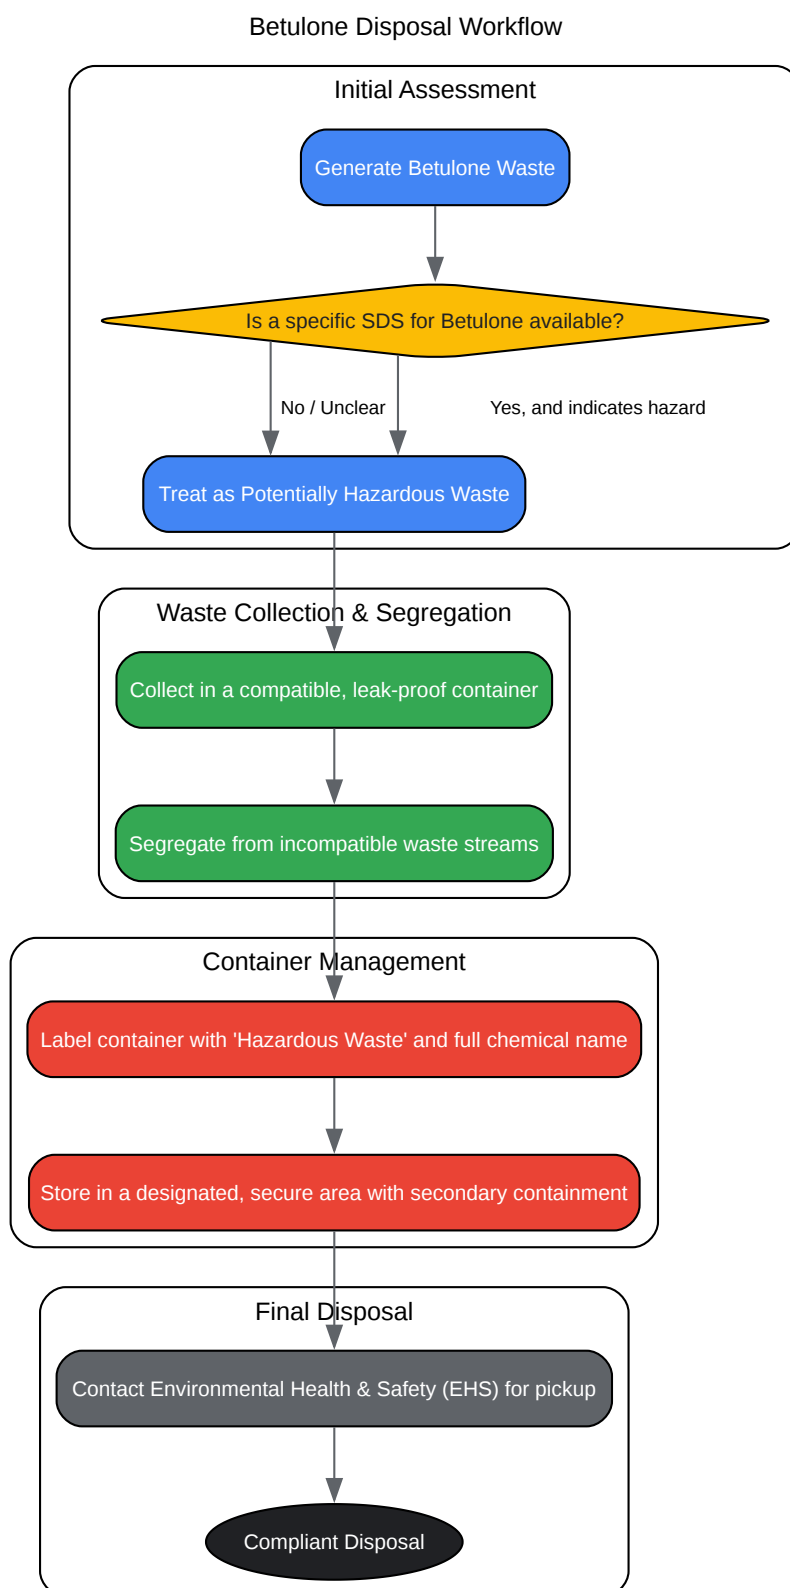 Betulone Disposal Workflow
Initial Assessment
Generate Betulone Waste
Is a specific SDS for Betulone available?
No / Unclear
Yes, and indicates hazard
Treat as Potentially Hazardous Waste
Waste Collection & Segregation
Collect in a compatible, leak-proof container
Segregate from incompatible waste streams
Container Management
Label container with 'Hazardous Waste' and full chemical name
Store in a designated, secure area with secondary containment
Final Disposal
Contact Environmental Health & Safety (EHS) for pickup
Compliant Disposal